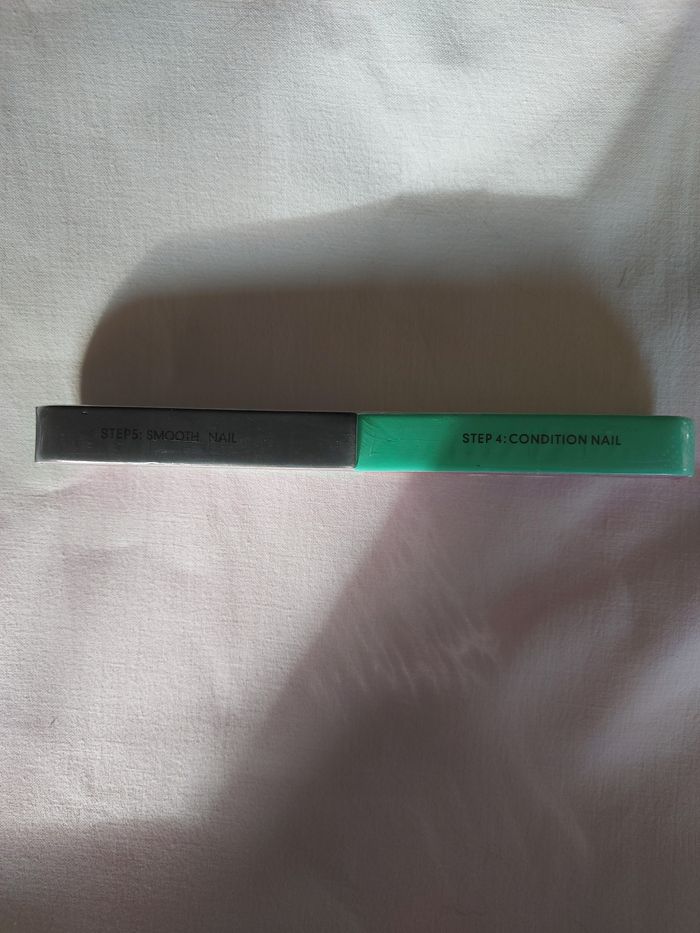 STEP5: SMOOTH NAIL
STEP 4: CONDITION NAIL